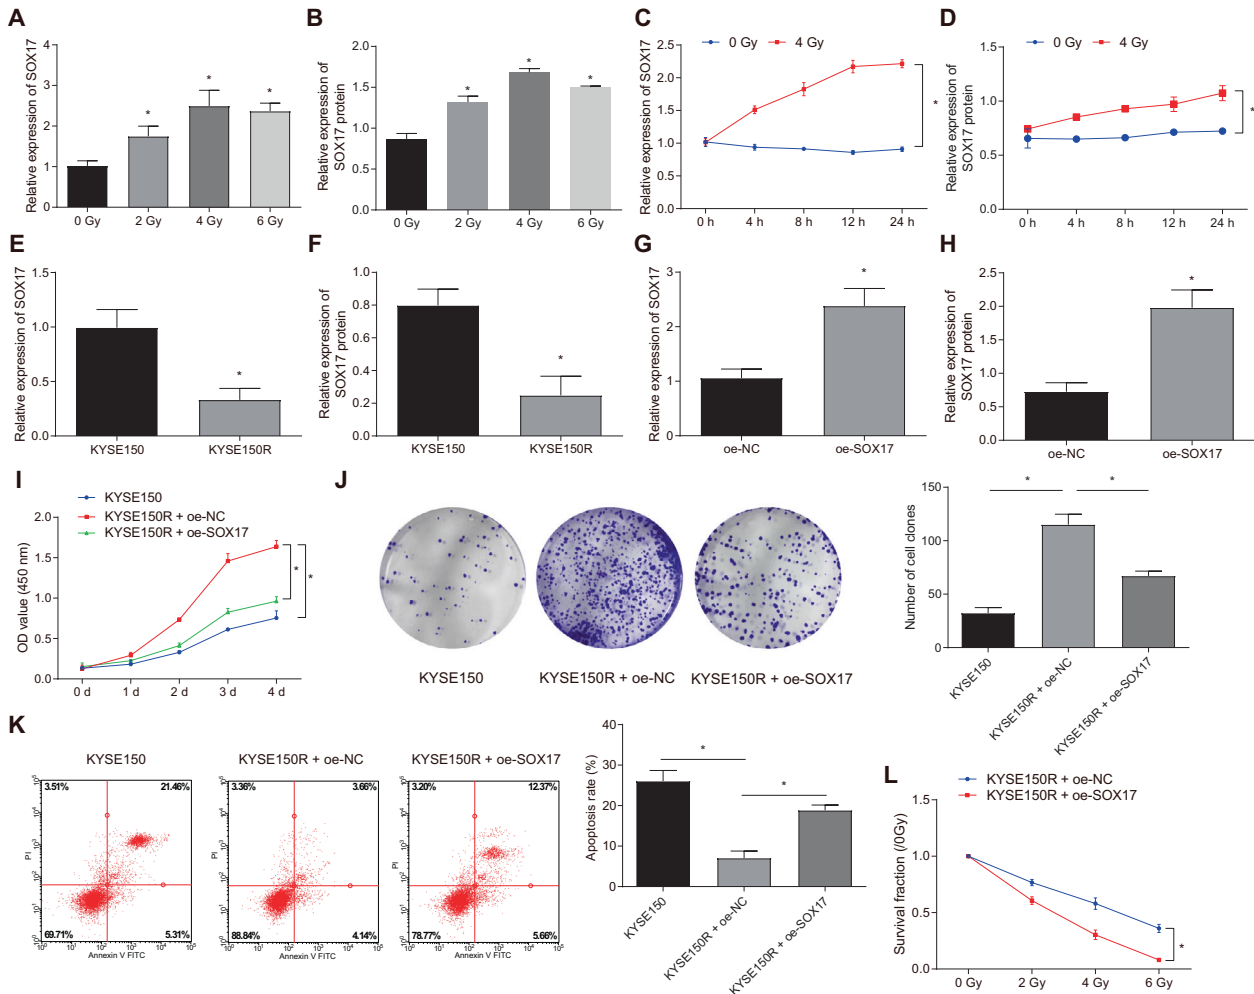 A
Relative expression of SOX17
4
3
2
1
0
0 Gy
2 Gy
4 Gy
6 Gy
*
*
*
B
Relative expression of
SOX17 protein
2.0
1.5
1.0
0.5
0.0
0 Gy
2 Gy
4 Gy
6 Gy
*
*
*
C
0 Gy
4 Gy
Relative expression of SOX17
2.5
2.0
1.5
1.0
0.5
0.0
0 h
4 h
8 h
12 h
24 h
*
D
0 Gy
4 Gy
Relative expression of
SOX17 protein
1.5
1.0
0.5
0.0
0 h
4 h
8 h
12 h
24 h
*
E
Relative expression of SOX17
1.5
1.0
0.5
0.0
KYSE150
KYSE150R
*
F
Relative expression of
SOX17 protein
1.0
0.8
0.6
0.4
0.2
0.0
KYSE150
KYSE150R
*
G
Relative expression of SOX17
3
2
1
0
oe-NC
oe-SOX17
*
H
Relative expression of
SOX17 protein
2.5
2.0
1.5
1.0
0.5
0.0
oe-NC
oe-SOX17
*
I
KYSE150
KYSE150R + oe-NC
KYSE150R + oe-SOX17
OD value (450 nm)
2.0
1.5
1.0
0.5
0.0
0 d
1 d
2 d
3 d
4 d
*
*
J
KYSE150
KYSE150R + oe-NC
KYSE150R + oe-SOX17
Number of cell clones
150
100
50
0
*
*
KYSE150
KYSE150R + oe-NC
KYSE150R + oe-SOX17
K
KYSE150
3.51%
21.46%
69.71%
5.31%
PI
Annexin V FITC
KYSE150R + oe-NC
3.36%
3.66%
88.84%
4.14%
PI
Annexin V FITC
KYSE150R + oe-SOX17
3.20%
12.37%
78.77%
5.66%
PI
Annexin V FITC
Apoptosis rate (%)
40
30
20
10
0
*
*
KYSE150
KYSE150R + oe-NC
KYSE150R + oe-SOX17
L
KYSE150R + oe-NC
KYSE150R + oe-SOX17
Survival fraction (/0Gy)
1.5
1.0
0.5
0.0
0 Gy
2 Gy
4 Gy
6 Gy
*